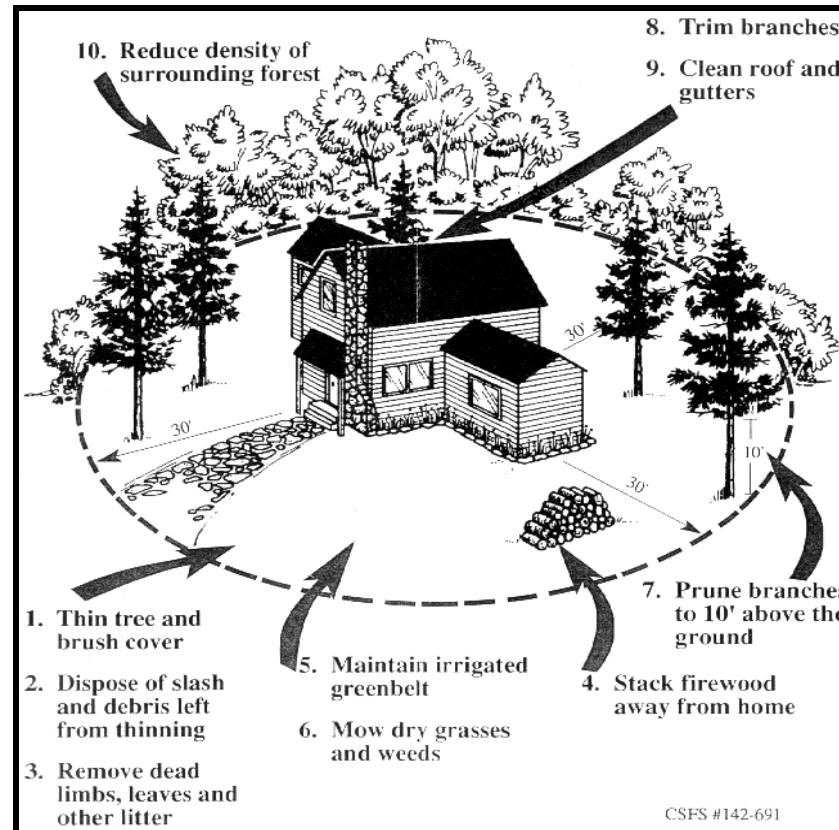 8. Trim branches
10. Reduce density of
surrounding forest
9. Clean roof and
gutters
30'
30'
10'
30'
1. Thin tree and
brush cover
2. Dispose of slash
and debris left
from thinning
3. Remove dead
limbs, leaves and
other litter
5. Maintain irrigated
greenbelt
6. Mow dry grasses
and weeds
7. Prune branches
to 10' above the
ground
4. Stack firewood
away from home
CSFS #142-691